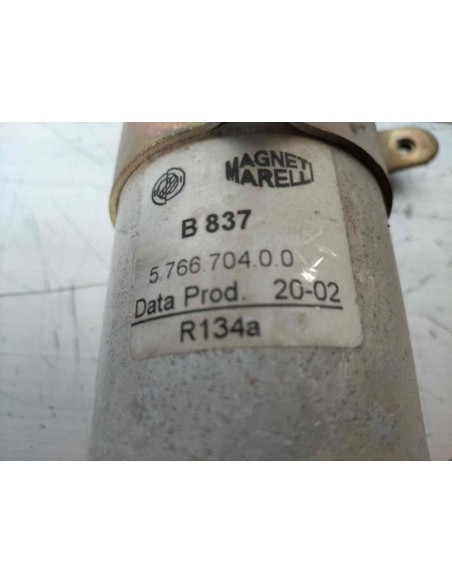 MAGNETI
MARELLI
B 837
5.766.704.0.0
Data Prod. 20-02
R134a